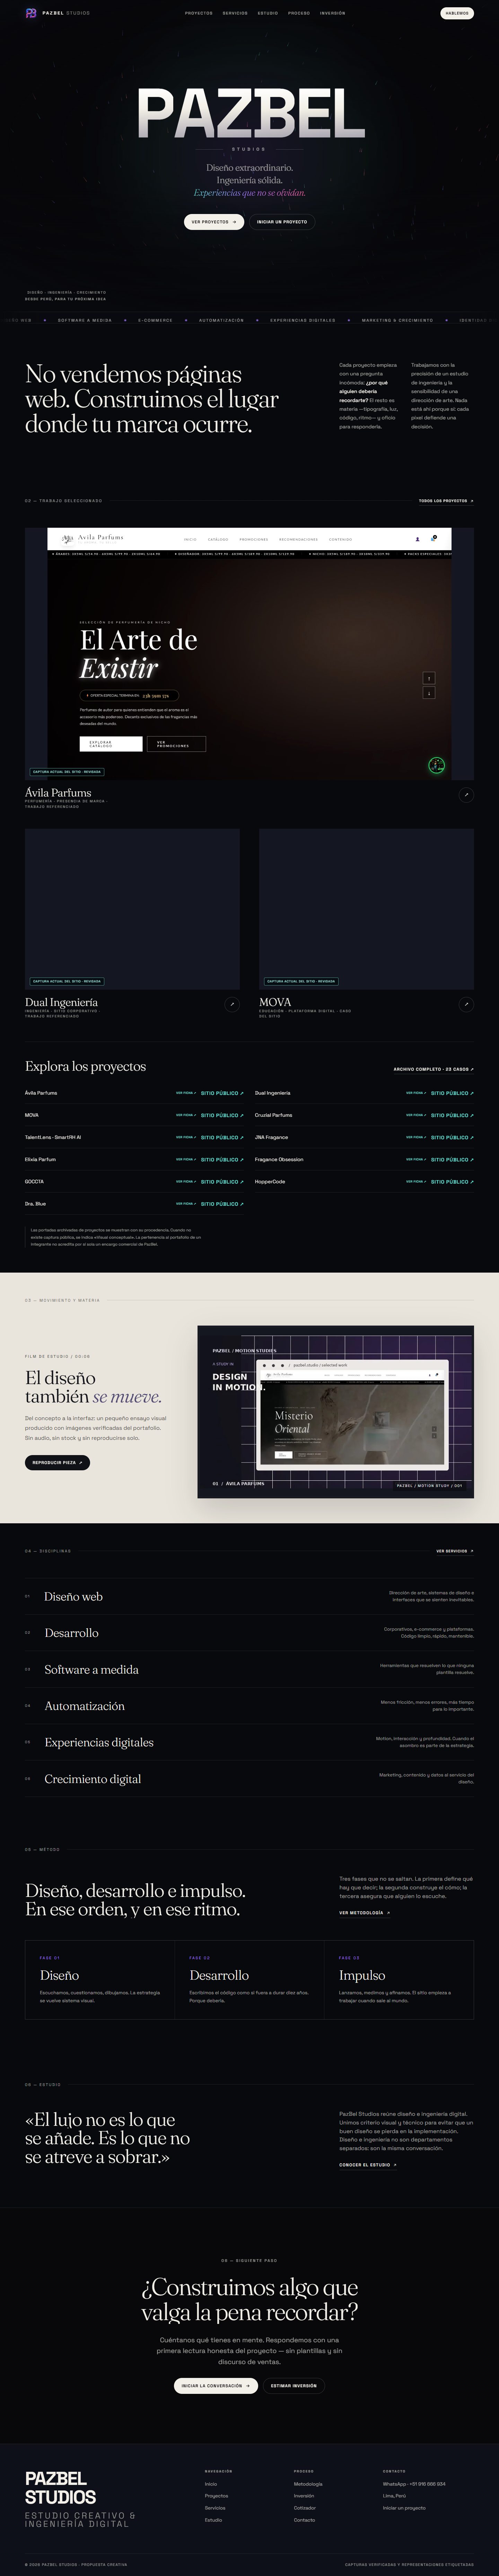 PAZBEL STUDIOS
PROYECTOS SERVICIOS ESTUDIO PROCESO INVERSIÓN
HABLEMOS
PAZBEL
STUDIOS
Diseño extraordinario.
Ingeniería sólida.
Experiencias que no se olvidan.
VER PROYECTOS →
INICIAR UN PROYECTO
DISEÑO · INGENIERÍA · CRECIMIENTO
DESDE PERÚ, PARA TU PRÓXIMA IDEA
WEB SOFTWARE A MEDIDA E-COMMERCE AUTOMATIZACIÓN EXPERIENCIAS DIGITALES MARKETING & CRECIMIENTO
No vendemos páginas
web. Construimos el lugar
donde tu marca ocurre.
Cada proyecto empieza
con una pregunta
incómoda: ¿por qué
alguien debería
recordarte? El resto es
materia —tipografía, luz,
código, ritmo— y oficio
para responderla.
Trabajamos con la
precisión de un estudio
de ingeniería y la
sensibilidad de una
dirección de arte. Nada
está ahí porque sí: cada
píxel defiende una
decisión.
TRABAJO SELECCIONADO
TODOS LOS PROYECTOS ↗
Avila Parfums
INICIO CATÁLOGO PROMOCIONES RECOMENDACIONES CONTENIDO
SELECCIÓN DE PERFUMERÍA DE NICHO
El Arte de
Existir
OFERTA ESPECIAL TERMINA EN:
Perfumes de autor para quienes entienden que el aroma es el
accesorio más poderoso. Decants exclusivos de las fragancias más
deseadas del mundo.
EXPLORAR
CATÁLOGO
VER
PROMOCIONES
↑
↓
CAPTURA ACTUAL DEL SITIO · REVISADA
Ávila Parfums
PERFUMERÍA · PRESENCIA DE MARCA ·
TRABAJO REFERENCIADO
↗
CAPTURA ACTUAL DEL SITIO · REVISADA
CAPTURA ACTUAL DEL SITIO · REVISADA
Dual Ingeniería
INGENIERÍA · SITIO CORPORATIVO ·
TRABAJO REFERENCIADO
↗
MOVA
EDUCACIÓN · PLATAFORMA DIGITAL · CASO
DEL SITIO
↗
Explora los proyectos
ARCHIVO COMPLETO · 23 CASOS ↗
Ávila Parfums VER FICHA ↗ SITIO PÚBLICO ↗
Dual Ingeniería VER FICHA ↗ SITIO PÚBLICO ↗
MOVA VER FICHA ↗ SITIO PÚBLICO ↗
Cruzial Parfums VER FICHA ↗ SITIO PÚBLICO ↗
TalentLens · SmartRH AI VER FICHA ↗ SITIO PÚBLICO ↗
JNA Fragance VER FICHA ↗ SITIO PÚBLICO ↗
Elixia Parfum VER FICHA ↗ SITIO PÚBLICO ↗
Fragance Obsession VER FICHA ↗ SITIO PÚBLICO ↗
GOCCTA VER FICHA ↗ SITIO PÚBLICO ↗
HopperCode VER FICHA ↗ SITIO PÚBLICO ↗
Dra. Blue VER FICHA ↗ SITIO PÚBLICO ↗
Las portadas archivadas de proyectos se muestran con su procedencia. Cuando no
existe captura pública, se indica «Visual conceptual». La pertenencia al portafolio de un
integrante no acredita por sí sola un encargo comercial de PazBel.
03 — MOVIMIENTO Y MATERIA
FILM DE ESTUDIO /
El diseño
también se mueve.
Del concepto a la interfaz: un pequeño ensayo visual
producido con imágenes verificadas del portafolio.
Sin audio, sin stock y sin reproducirse solo.
REPRODUCIR PIEZA ↗
PAZBEL / MOTION STUDIES
A STUDY IN
DESIGN
IN MOTION.
pazbel.studio / selected work
Misterio
Oriental
01 / ÁVILA PARFUMS
PAZBEL / MOTION STUDY / 001
04 — DISCIPLINAS
VER SERVICIOS ↗
01 Diseño web
Dirección de arte, sistemas de diseño e
interfaces que se sienten inevitables.
02 Desarrollo
Corporativos, e-commerce y plataformas.
Código limpio, rápido, mantenible.
03 Software a medida
Herramientas que resuelven lo que ninguna
plantilla resuelve.
04 Automatización
Menos fricción, menos errores, más tiempo
para lo importante.
05 Experiencias digitales
Motion, interacción y profundidad. Cuando el
asombro es parte de la estrategia.
06 Crecimiento digital
Marketing, contenido y datos al servicio del
diseño.
05 — MÉTODO
Diseño, desarrollo e impulso.
En ese orden, y en ese ritmo.
Tres fases que no se saltan. La primera define qué
hay que decir; la segunda construye el cómo; la
tercera asegura que alguien lo escuche.
VER METODOLOGÍA ↗
FASE 01
Diseño
Escuchamos, cuestionamos, dibujamos. La estrategia
se vuelve sistema visual.
FASE 02
Desarrollo
Escribimos el código como si fuera a durar diez años.
Porque debería.
FASE 03
Impulso
Lanzamos, medimos y afinamos. El sitio empieza a
trabajar cuando sale al mundo.
06 — ESTUDIO
«El lujo no es lo que
se añade. Es lo que no
se atreve a sobrar.»
PazBel Studios reúne diseño e ingeniería digital.
Unimos criterio visual y técnico para evitar que un
buen diseño se pierda en la implementación.
Diseño e ingeniería no son departamentos
separados: son la misma conversación.
CONOCER EL ESTUDIO ↗
SIGUIENTE PASO
¿Construimos algo que
valga la pena recordar?
Cuéntanos qué tienes en mente. Respondemos con una
primera lectura honesta del proyecto — sin plantillas y sin
discurso de ventas.
INICIAR LA CONVERSACIÓN →
ESTIMAR INVERSIÓN
PAZBEL
STUDIOS
ESTUDIO CREATIVO &
INGENIERÍA DIGITAL
NAVEGACIÓN
Inicio
Proyectos
Servicios
Estudio
PROCESO
Metodología
Inversión
Cotizador
Contacto
CONTACTO
WhatsApp · +51 916 566 934
Lima, Perú
Iniciar un proyecto
© 2026 PAZBEL STUDIOS · PROPUESTA CREATIVA
CAPTURAS VERIFICADAS Y REPRESENTACIONES ETIQUETADAS